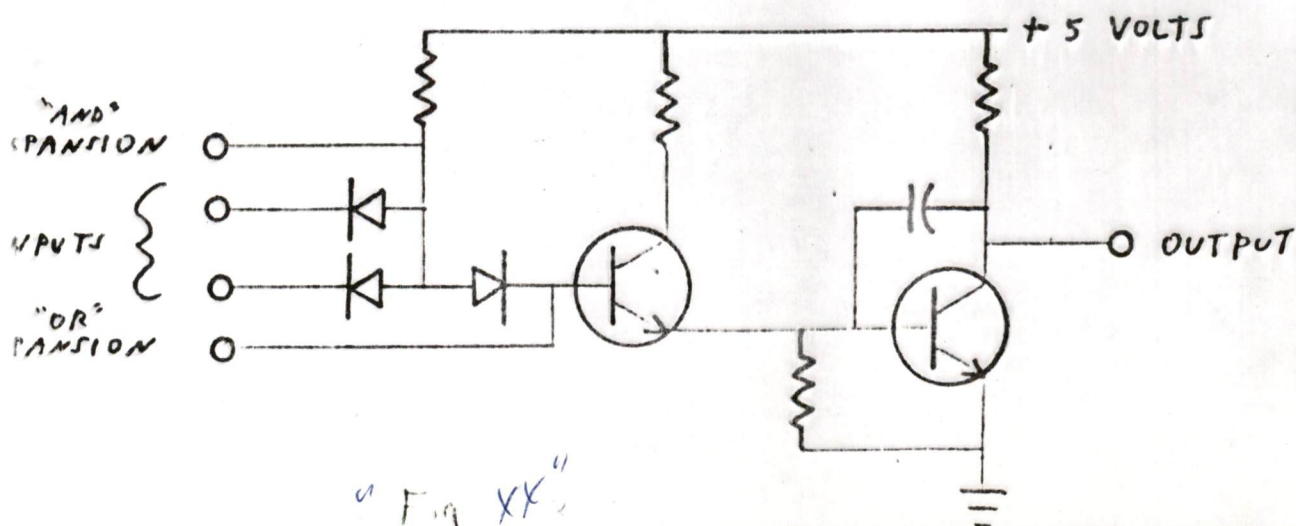 + 5 VOLTS
"AND"
PANSION
PUTS
"OR"
PANSION
OUTPUT
"Fig XX"